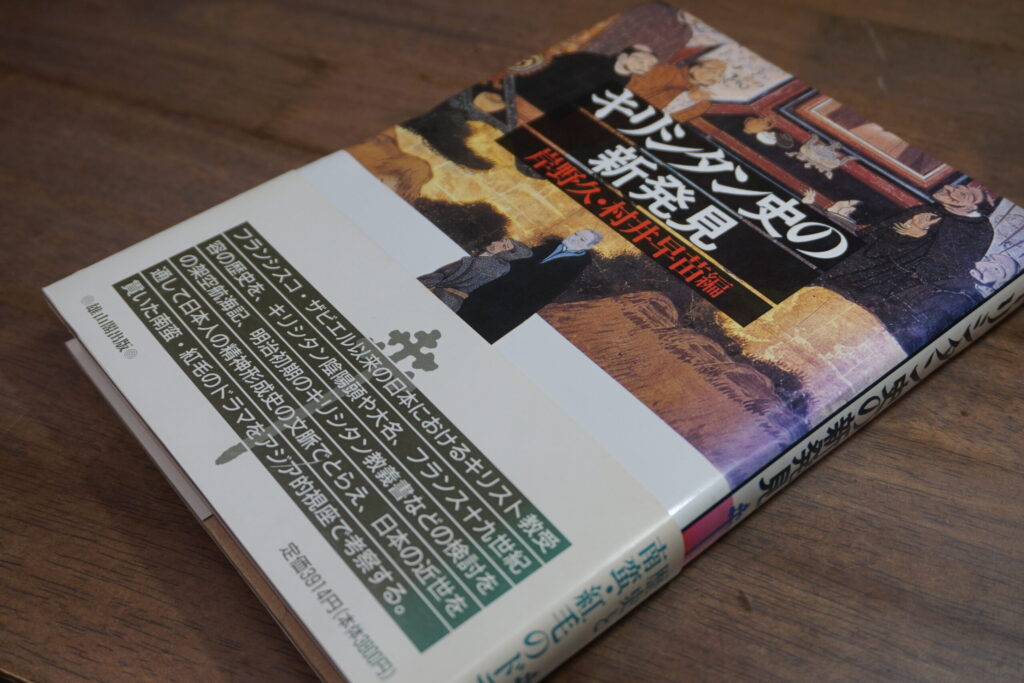 キリシタン史の
新発見
岸野久・村井早苗編
フランシスコ・ザビエル以来の日本におけるキリスト教受
容の歴史を、キリシタン陰陽頭や大名、フランス十九世紀
の架空航海記、明治初期のキリシタン教義書などの検討を
通して日本人の精神形成史の文脈でとらえ、日本の近世を
貫いた南蛮・紅毛のドラマをアジア的視座で考察する。
雄山閣出版
定価3914円(本体3800円)
キリシタン史の新発見
南蛮・紅毛のド